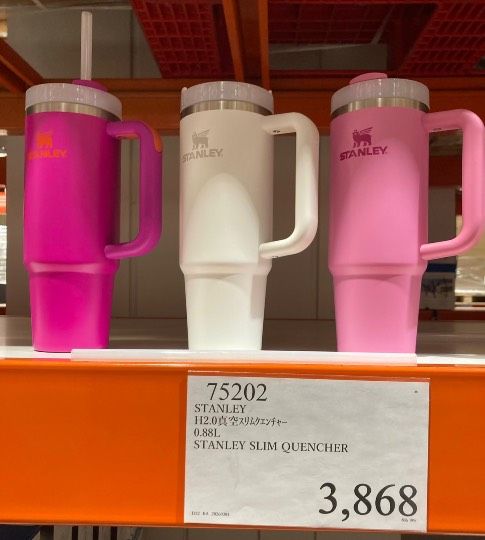 STANLEY
STANLEY
STANLEY
75202
STANLEY
H2.0真空スリムクエンチャー
0.88L
STANLEY SLIM QUENCHER
3,868